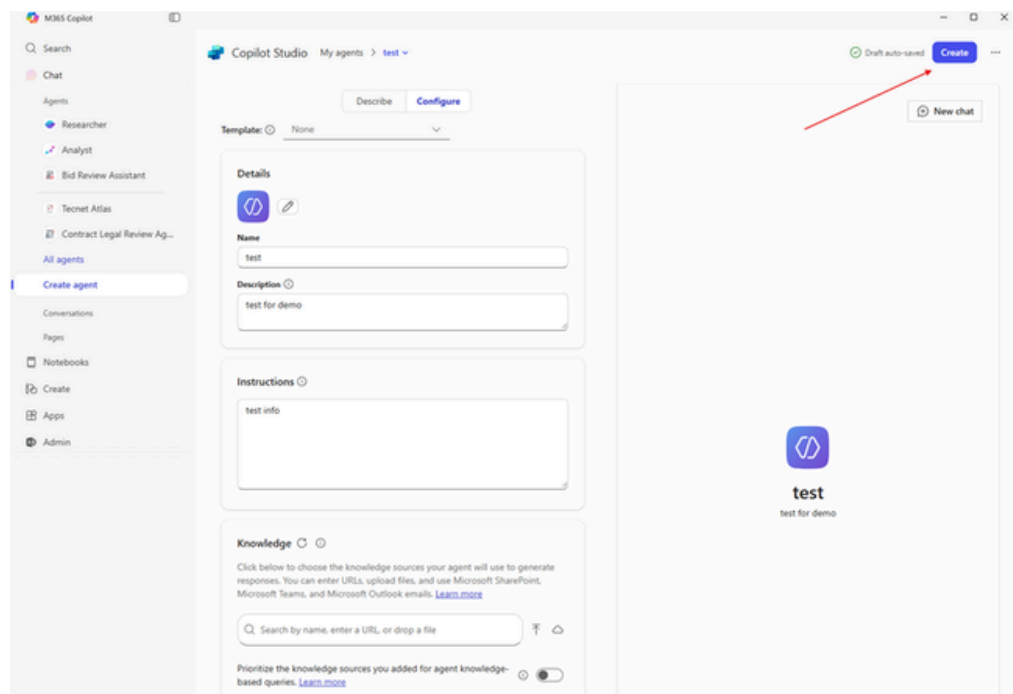 M365 Copilot
Search
Chat
Agents
Researcher
Analyst
Bid Review Assistant
Tecnet Atlas
Contract Legal Review Ag...
All agents
Create agent
Conversations
Pages
Notebooks
Create
Apps
Admin
Copilot Studio My agents > test
Draft auto-saved Create ...
Describe Configure
Template: None
Details
Name
test
Description
test for demo
Instructions
test info
Knowledge
Click below to choose the knowledge sources your agent will use to generate
responses. You can enter URLs, upload files, and use Microsoft SharePoint,
Microsoft Teams, and Microsoft Outlook emails. Learn more
Search by name, enter a URL, or drop a file
Prioritize the knowledge sources you added for agent knowledge-
based queries. Learn more
New chat
test
test for demo